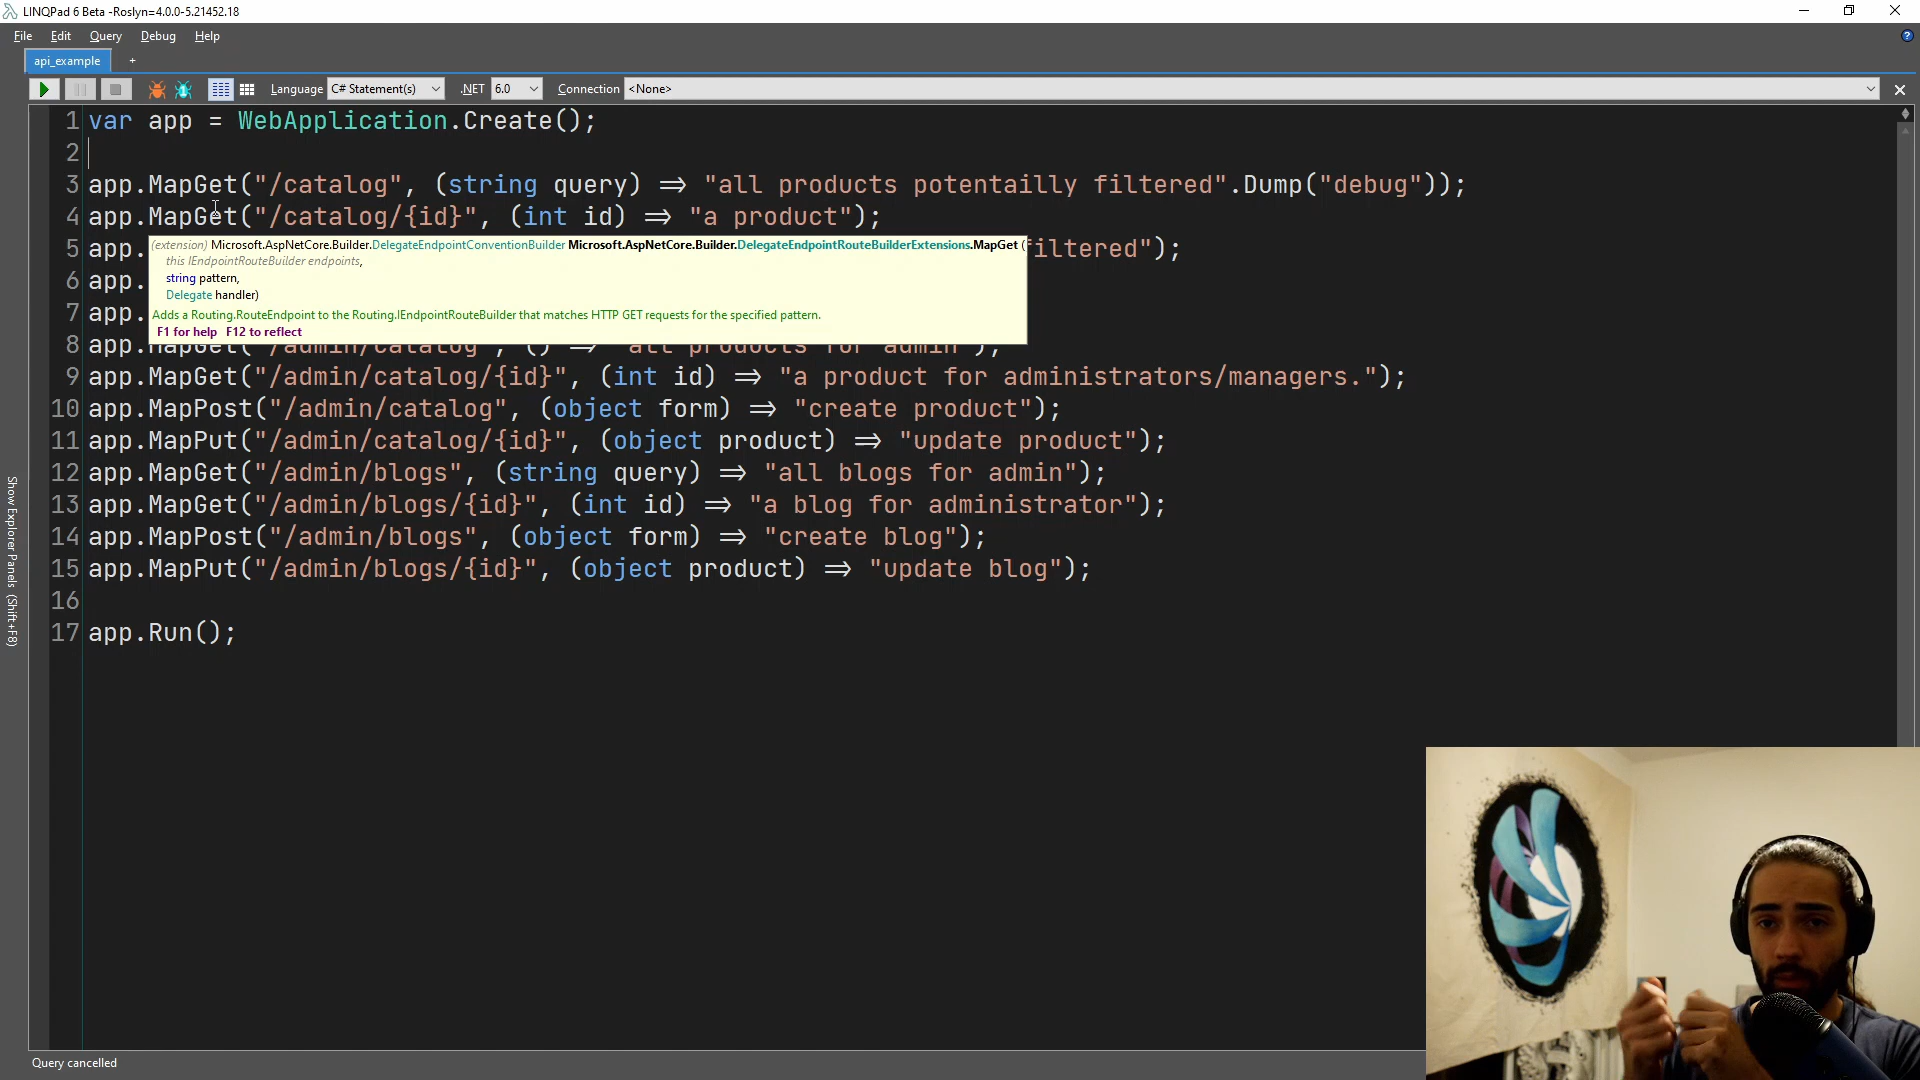 LINQPad 6 Beta -Roslyn=4.0.0-5.21452.18
File Edit Query Debug Help
api_example +
Language C# Statement(s) .NET 6.0 Connection <None>
1 var app = WebApplication.Create();
2
3 app.MapGet("/catalog", (string query) => "all products potentailly filtered".Dump("debug"));
4 app.MapGet("/catalog/{id}", (int id) => "a product");
5 app. filtered");
(extension) Microsoft.AspNetCore.Builder.DelegateEndpointConventionBuilder Microsoft.AspNetCore.Builder.DelegateEndpointRouteBuilderExtensions.MapGet (
this IEndpointRouteBuilder endpoints,
6 app.
string pattern,
Delegate handler)
7 app.
Adds a Routing.RouteEndpoint to the Routing.IEndpointRouteBuilder that matches HTTP GET requests for the specified pattern.
F1 for help F12 to reflect
8 app.MapGet("/admin/catalog", () => "all products for admin");
9 app.MapGet("/admin/catalog/{id}", (int id) => "a product for administrators/managers.");
10 app.MapPost("/admin/catalog", (object form) => "create product");
11 app.MapPut("/admin/catalog/{id}", (object product) => "update product");
12 app.MapGet("/admin/blogs", (string query) => "all blogs for admin");
13 app.MapGet("/admin/blogs/{id}", (int id) => "a blog for administrator");
14 app.MapPost("/admin/blogs", (object form) => "create blog");
15 app.MapPut("/admin/blogs/{id}", (object product) => "update blog");
16
17 app.Run();
Show Explorer Panels (Shift+F8)
Query cancelled